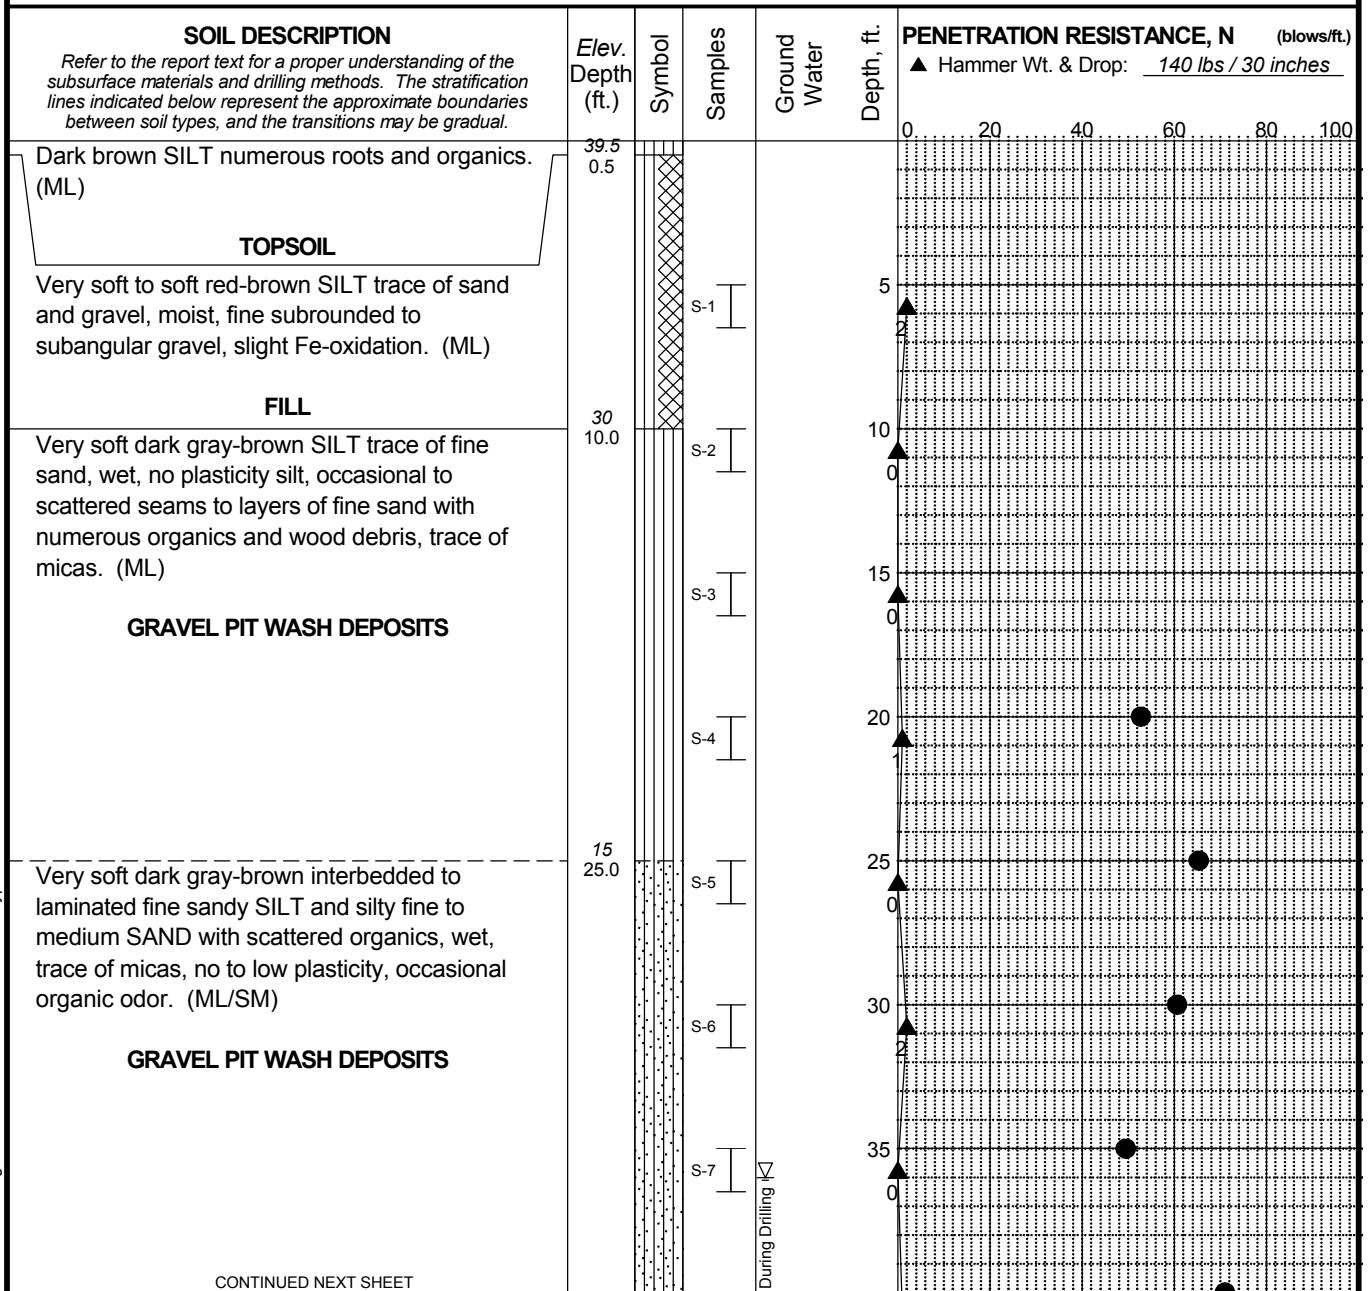 SOIL DESCRIPTION
Refer to the report text for a proper understanding of the
subsurface materials and drilling methods. The stratification
lines indicated below represent the approximate boundaries
between soil types, and the transitions may be gradual.
Elev.
Depth
(ft.)
Symbol
Samples
Ground
Water
Depth, ft.
PENETRATION RESISTANCE, N (blows/ft.)
▲ Hammer Wt. & Drop: 140 lbs / 30 inches
0 20 40 60 80 100
39.5
0.5
Dark brown SILT numerous roots and organics.
(ML)
TOPSOIL
Very soft to soft red-brown SILT trace of sand
and gravel, moist, fine subrounded to
subangular gravel, slight Fe-oxidation. (ML)
S-1
5
2
FILL
30
10.0
Very soft dark gray-brown SILT trace of fine
sand, wet, no plasticity silt, occasional to
scattered seams to layers of fine sand with
numerous organics and wood debris, trace of
micas. (ML)
S-2
10
0
S-3
15
0
GRAVEL PIT WASH DEPOSITS
S-4
20
1
15
25.0
Very soft dark gray-brown interbedded to
laminated fine sandy SILT and silty fine to
medium SAND with scattered organics, wet,
trace of micas, no to low plasticity, occasional
organic odor. (ML/SM)
S-5
25
0
S-6
30
2
GRAVEL PIT WASH DEPOSITS
S-7
35
0
During Drilling
CONTINUED NEXT SHEET